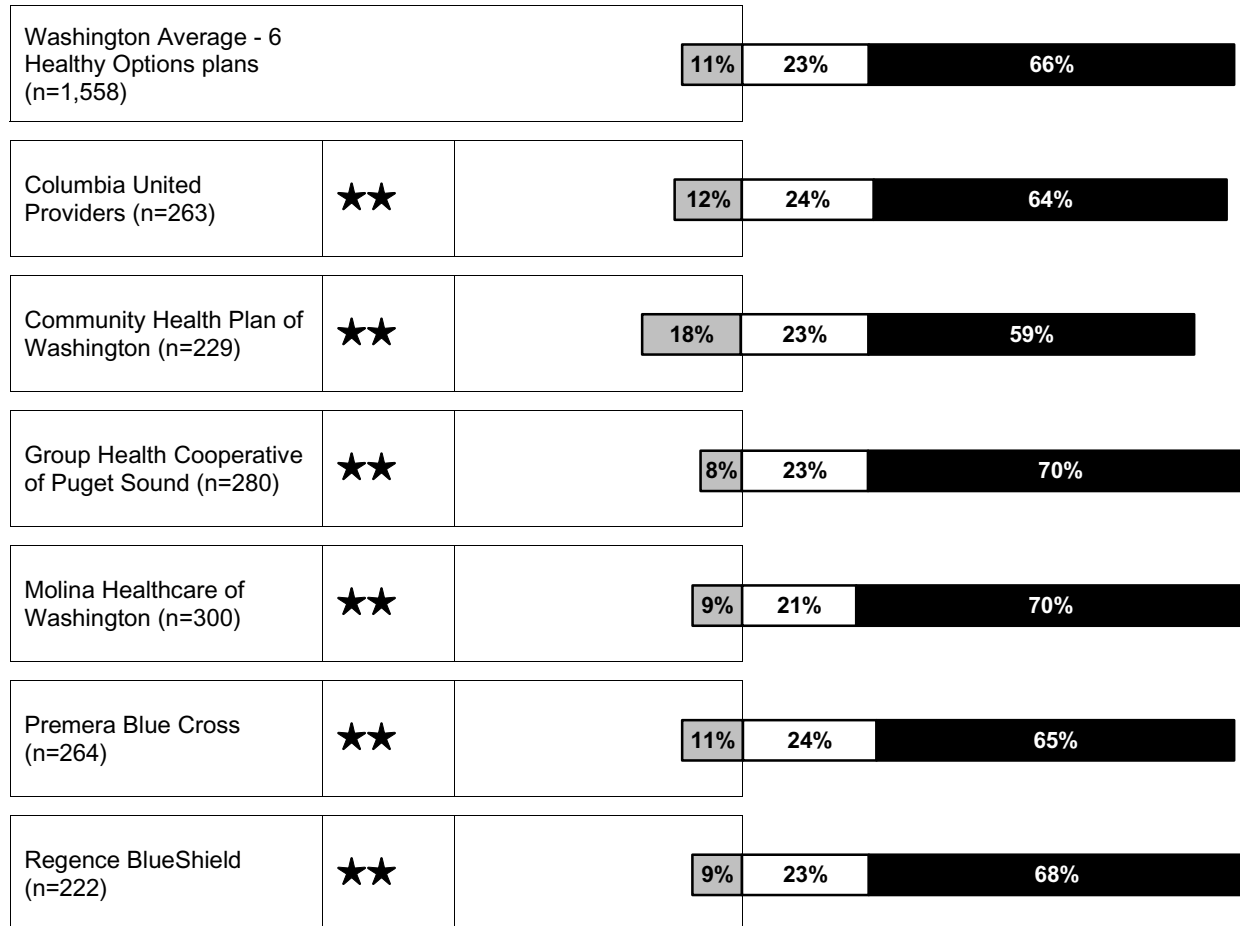 Washington Average - 6
Healthy Options plans
(n=1,558)
11% 23% 66%
Columbia United
Providers (n=263)
★★
12% 24% 64%
Community Health Plan of
Washington (n=229)
★★
18% 23% 59%
Group Health Cooperative
of Puget Sound (n=280)
★★
8% 23% 70%
Molina Healthcare of
Washington (n=300)
★★
9% 21% 70%
Premera Blue Cross
(n=264)
★★
11% 24% 65%
Regence BlueShield
(n=222)
★★
9% 23% 68%